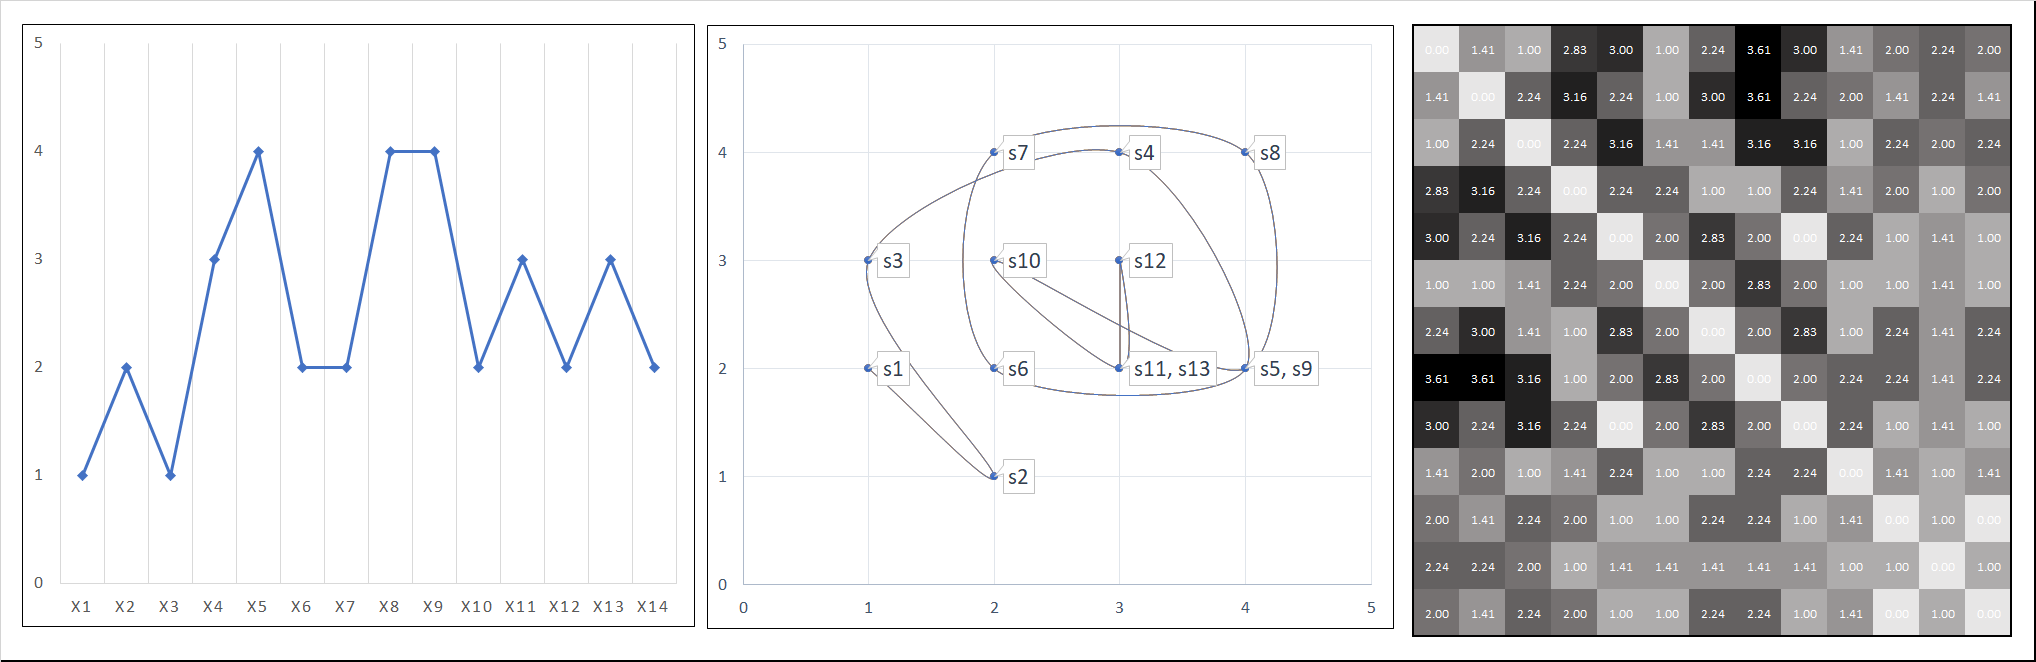 5
4
3
2
1
0
X1 X2 X3 X4 X5 X6 X7 X8 X9 X10 X11 X12 X13 X14
5
4
3
2
1
0
0 1 2 3 4 5
s7 s4 s8
s3 s10 s12
s1 s6 s11, s13 s5, s9
s2
0.00 1.41 1.00 2.83 3.00 1.00 2.24 3.61 3.00 1.41 2.00 2.24 2.00
1.41 0.00 2.24 3.16 2.24 1.00 3.00 3.61 2.24 2.00 1.41 2.24 1.41
1.00 2.24 0.00 2.24 3.16 1.41 1.41 3.16 3.16 1.00 2.24 2.00 2.24
2.83 3.16 2.24 0.00 2.24 2.24 1.00 1.00 2.24 1.41 2.00 1.00 2.00
3.00 2.24 3.16 2.24 0.00 2.00 2.83 2.00 0.00 2.24 1.00 1.41 1.00
1.00 1.00 1.41 2.24 2.00 0.00 2.00 2.83 2.00 1.00 1.00 1.41 1.00
2.24 3.00 1.41 1.00 2.83 2.00 0.00 2.00 2.83 1.00 2.24 1.41 2.24
3.61 3.61 3.16 1.00 2.00 2.83 2.00 0.00 2.00 2.24 2.24 1.41 2.24
3.00 2.24 3.16 2.24 0.00 2.00 2.83 2.00 0.00 2.24 1.00 1.41 1.00
1.41 2.00 1.00 1.41 2.24 1.00 1.00 2.24 2.24 0.00 1.41 1.00 1.41
2.00 1.41 2.24 2.00 1.00 1.00 2.24 2.24 1.00 1.41 0.00 1.00 0.00
2.24 2.24 2.00 1.00 1.41 1.41 1.41 1.41 1.41 1.00 1.00 0.00 1.00
2.00 1.41 2.24 2.00 1.00 1.00 2.24 2.24 1.00 1.41 0.00 1.00 0.00